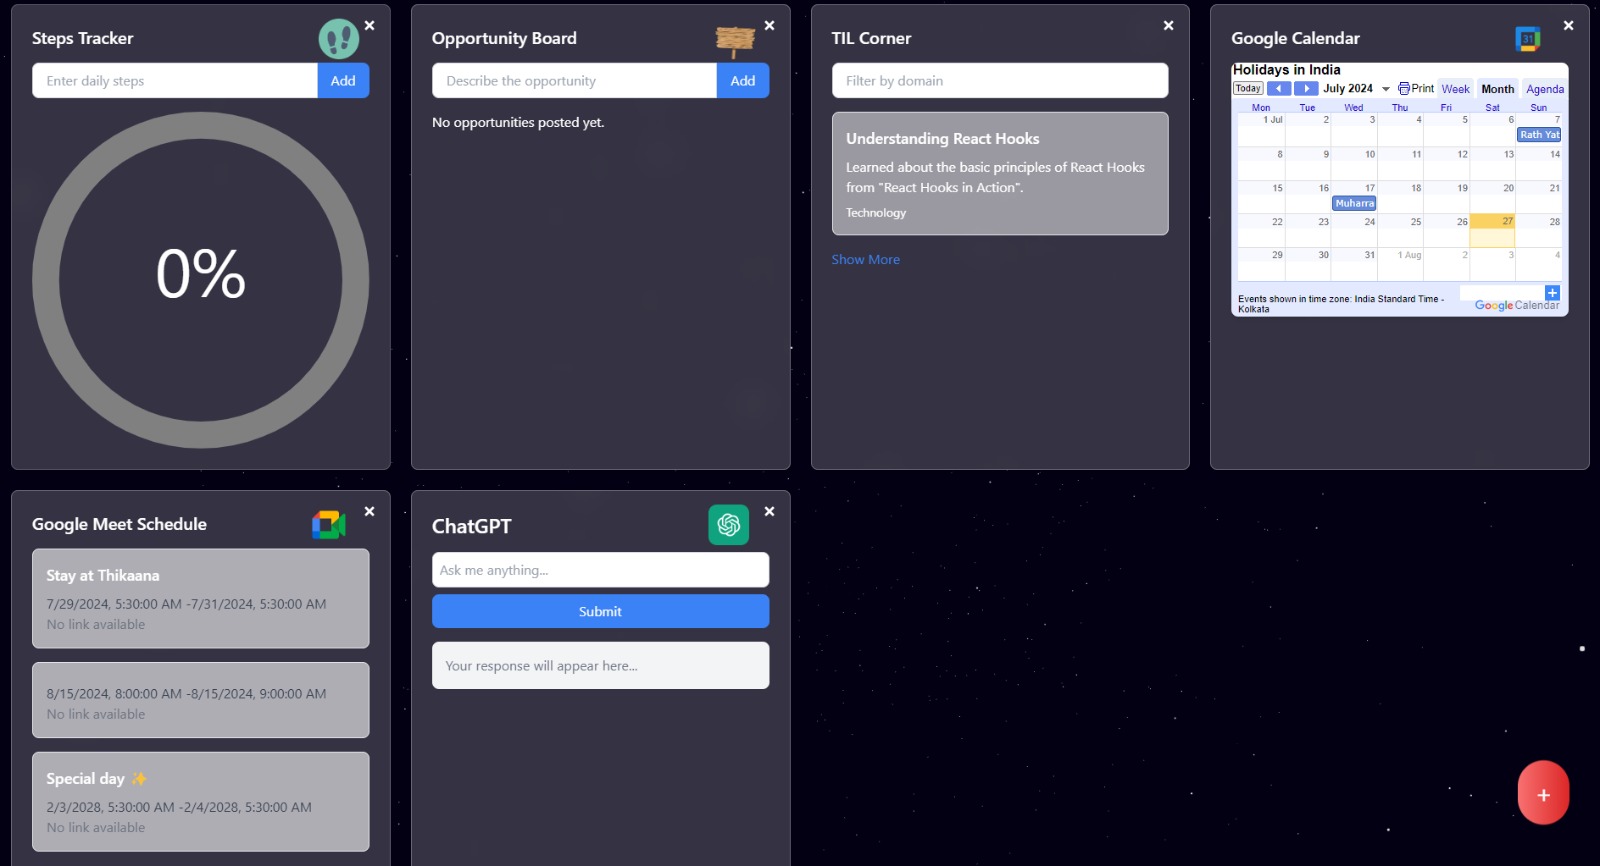 Steps Tracker
×
Enter daily steps
Add
0%
Opportunity Board
×
Describe the opportunity
Add
No opportunities posted yet.
TIL Corner
×
Filter by domain
Understanding React Hooks
Learned about the basic principles of React Hooks
from "React Hooks in Action".
Technology
Show More
Google Calendar
31
×
Holidays in India
Today July 2024 Print Week Month Agenda
Mon Tue Wed Thu Fri Sat Sun
1 Jul 2 3 4 5 6 7
Rath Yat
8 9 10 11 12 13 14
15 16 17 18 19 20 21
Muharra
22 23 24 25 26 27 28
29 30 31 1 Aug 2 3 4
Events shown in time zone: India Standard Time -
Kolkata
+
Google Calendar
Google Meet Schedule
×
Stay at Thikaana
7/29/2024, 5:30:00 AM -7/31/2024, 5:30:00 AM
No link available
8/15/2024, 8:00:00 AM -8/15/2024, 9:00:00 AM
No link available
Special day ✨
2/3/2028, 5:30:00 AM -2/4/2028, 5:30:00 AM
No link available
ChatGPT
×
Ask me anything...
Submit
Your response will appear here...
+